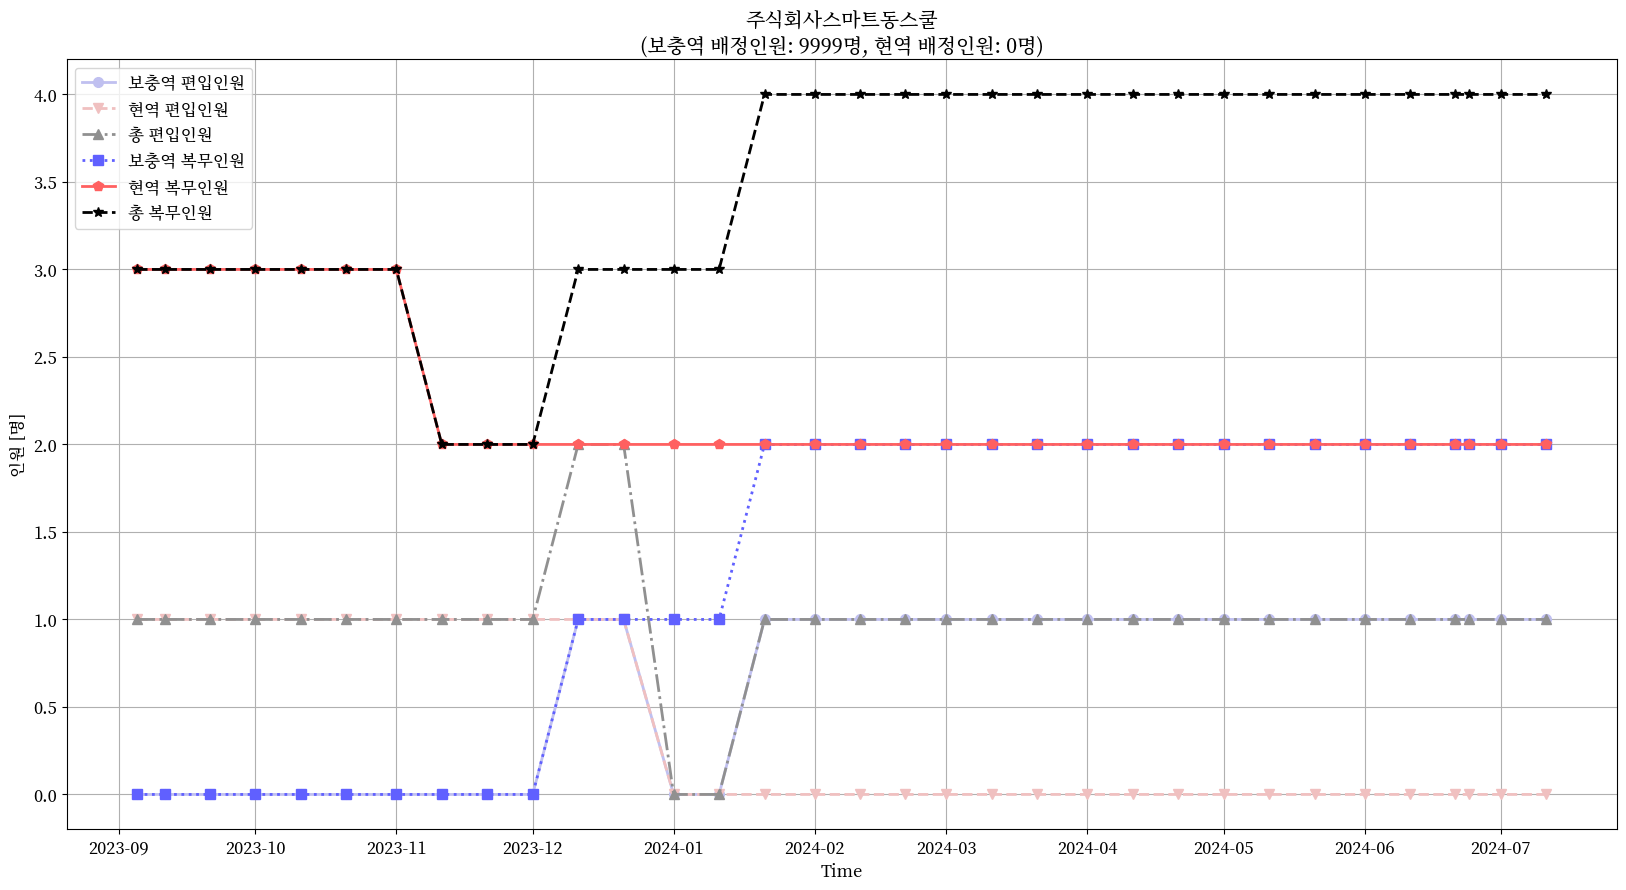 주식회사스마트동스쿨
(보충역 배정인원: 9999명, 현역 배정인원: 0명)
보충역 편입인원
현역 편입인원
총 편입인원
보충역 복무인원
현역 복무인원
총 복무인원
4.0
3.5
3.0
2.5
2.0
1.5
1.0
0.5
0.0
인원 [명]
2023-09 2023-10 2023-11 2023-12 2024-01 2024-02 2024-03 2024-04 2024-05 2024-06 2024-07
Time